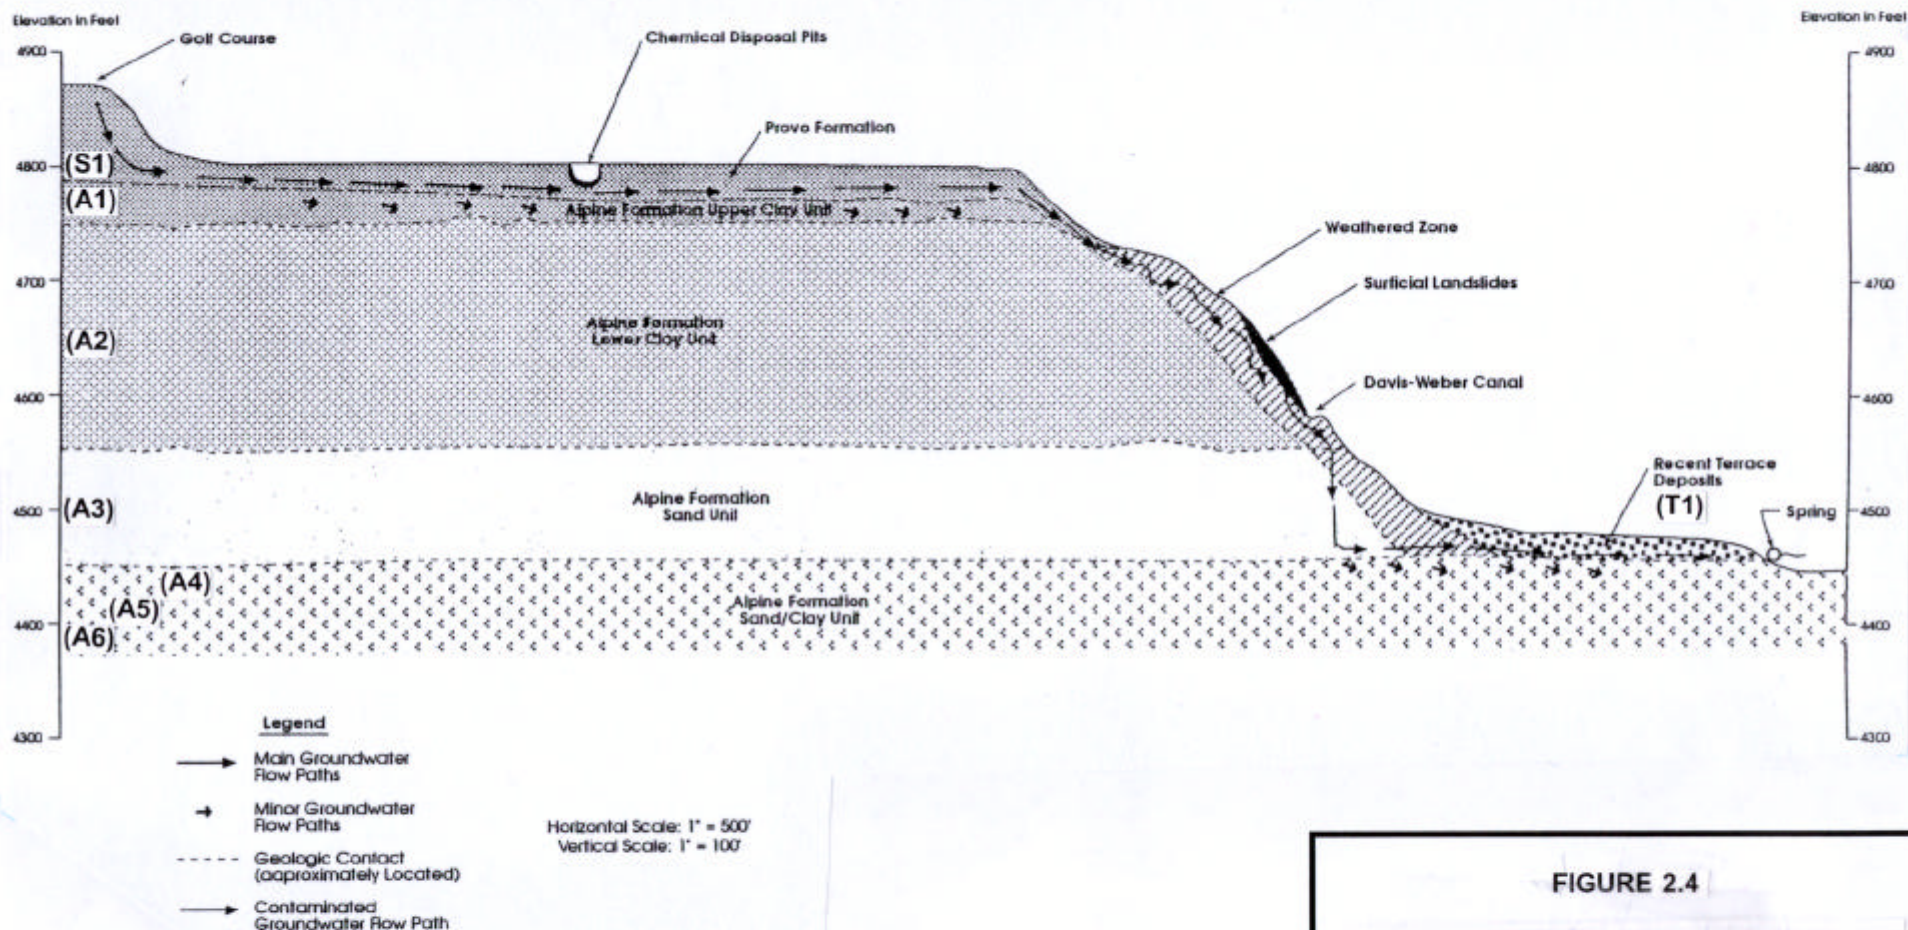 Elevation in Feet
Elevation in Feet
4900
Golf Course
Chemical Disposal Pits
4900
Provo Formation
(S1)
4800
4800
(A1)
Alpine Formation Upper Clay Unit
Weathered Zone
4700
Surficial Landslides
4700
Alpine Formation
Lower Clay Unit
(A2)
Davis-Weber Canal
4600
4600
Recent Terrace
Deposits
(T1)
Alpine Formation
Sand Unit
(A3)
4500
4500
Spring
(A4)
(A5)
Alpine Formation
Sand/Clay Unit
(A6)
4400
4400
Legend
4300
4300
Main Groundwater
Flow Paths
Minor Groundwater
Flow Paths
Horizontal Scale: 1" = 500'
Vertical Scale: 1" = 100'
Geologic Contact
(aaproximately Located)
Contaminated
Groundwater Flow Path
FIGURE 2.4